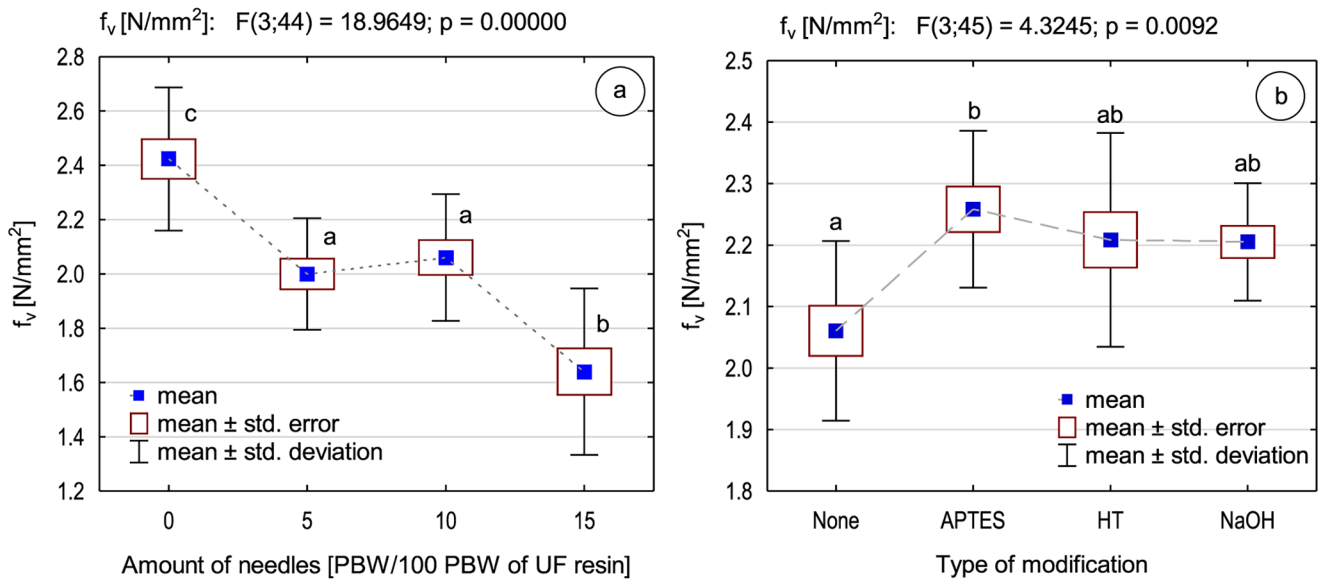 fv [N/mm²]: F(3;44) = 18.9649; p = 0.00000
a
2.8
2.6
2.4
2.2
2.0
1.8
1.6
1.4
1.2
fv [N/mm²]
c
a
a
b
mean
mean ± std. error
mean ± std. deviation
0 5 10 15
Amount of needles [PBW/100 PBW of UF resin]
fv [N/mm²]: F(3;45) = 4.3245; p = 0.0092
b
2.5
2.4
2.3
2.2
2.1
2.0
1.9
1.8
fv [N/mm²]
a
b
ab
ab
mean
mean ± std. error
mean ± std. deviation
None APTES HT NaOH
Type of modification